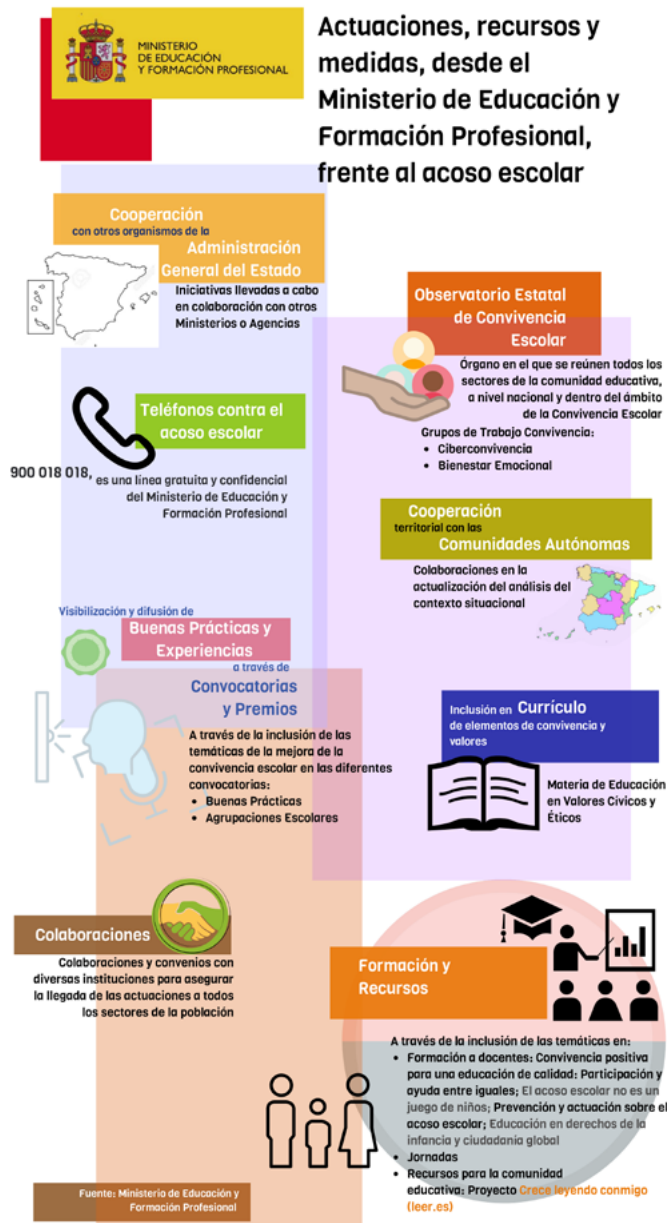 MINISTERIO
DE EDUCACIÓN
Y FORMACIÓN PROFESIONAL
Actuaciones, recursos y
medidas, desde el
Ministerio de Educación y
Formación Profesional,
frente al acoso escolar
Cooperación
con otros organismos de la
Administración
General del Estado
Iniciativas llevadas a cabo
en colaboración con otros
Ministerios o Agencias
Observatorio Estatal
de Convivencia
Escolar
Órgano en el que se reúnen todos los
sectores de la comunidad educativa,
a nivel nacional y dentro del ámbito
de la Convivencia Escolar
Grupos de Trabajo Convivencia:
• Ciberconvivencia
• Bienestar Emocional
Teléfonos contra el
acoso escolar
900 018 018, es una línea gratuita y confidencial
del Ministerio de Educación y
Formación Profesional
Cooperación
territorial con las
Comunidades Autónomas
Colaboraciones en la
actualización del análisis del
contexto situacional
Visibilización y difusión de
Buenas Prácticas y
Experiencias
a través de
Convocatorias
y Premios
A través de la inclusión de las
temáticas de la mejora de la
convivencia escolar en las diferentes
convocatorias:
• Buenas Prácticas
• Agrupaciones Escolares
Inclusión en Currículo
de elementos de convivencia y
valores
Materia de Educación
en Valores Cívicos y
Éticos
Colaboraciones
Colaboraciones y convenios con
diversas instituciones para asegurar
la llegada de las actuaciones a todos
los sectores de la población
Formación y
Recursos
A través de la inclusión de las temáticas en:
• Formación a docentes: Convivencia positiva
para una educación de calidad: Participación y
ayuda entre iguales; El acoso escolar no es un
juego de niños; Prevención y actuación sobre el
acoso escolar; Educación en derechos de la
infancia y ciudadanía global
• Jornadas
• Recursos para la comunidad
educativa: Proyecto Crece leyendo conmigo
(leer.es)
Fuente: Ministerio de Educación y
Formación Profesional